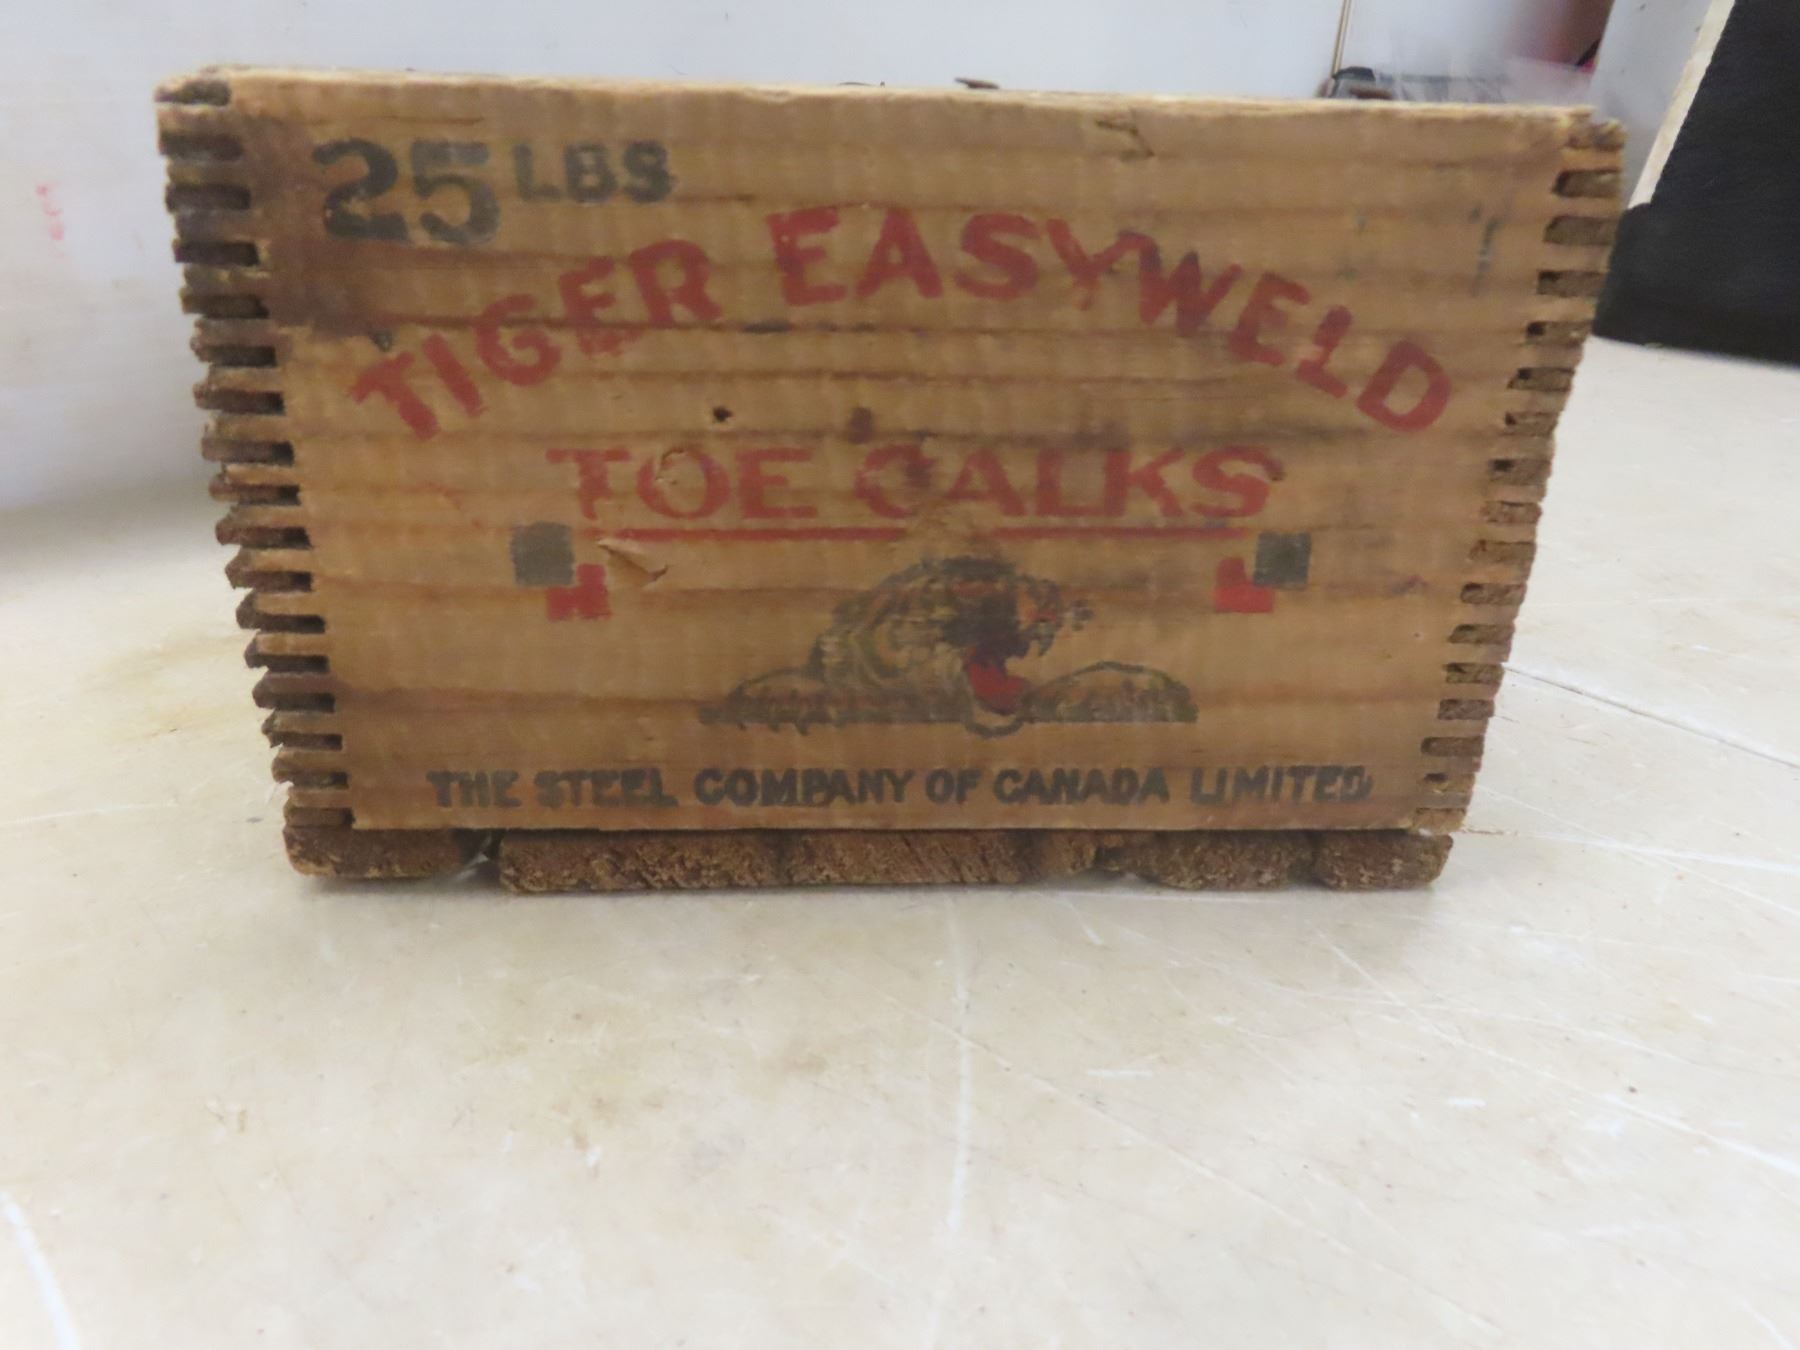 25 LBS
TIGER EASYWELD
TOE CALKS
THE STEEL COMPANY OF CANADA LIMITED